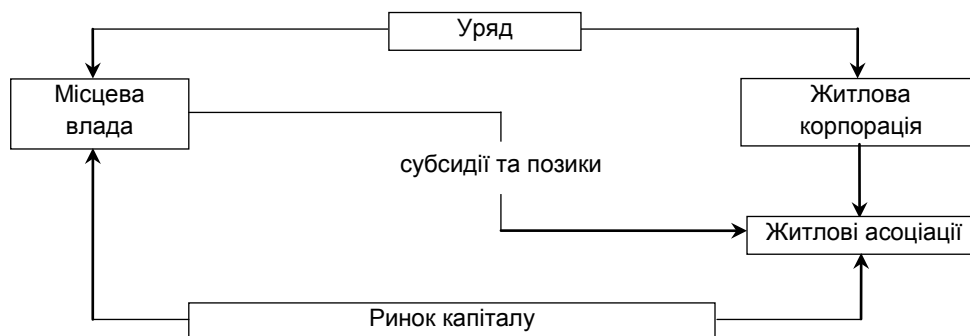 Уряд
Місцева
влада
Житлова
корпорація
субсидії та позики
Житлові асоціації
Ринок капіталу